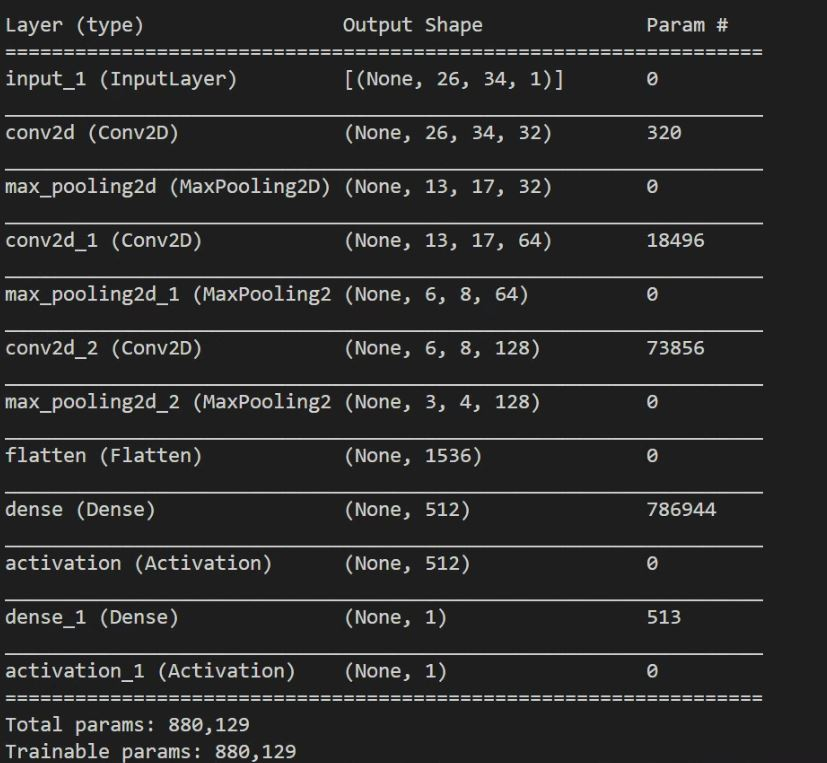 Layer (type) Output Shape Param #
=================================================================
input_1 (InputLayer) [(None, 26, 34, 1)] 0
_________________________________________________________________
conv2d (Conv2D) (None, 26, 34, 32) 320
_________________________________________________________________
max_pooling2d (MaxPooling2D) (None, 13, 17, 32) 0
_________________________________________________________________
conv2d_1 (Conv2D) (None, 13, 17, 64) 18496
_________________________________________________________________
max_pooling2d_1 (MaxPooling2 (None, 6, 8, 64) 0
_________________________________________________________________
conv2d_2 (Conv2D) (None, 6, 8, 128) 73856
_________________________________________________________________
max_pooling2d_2 (MaxPooling2 (None, 3, 4, 128) 0
_________________________________________________________________
flatten (Flatten) (None, 1536) 0
_________________________________________________________________
dense (Dense) (None, 512) 786944
_________________________________________________________________
activation (Activation) (None, 512) 0
_________________________________________________________________
dense_1 (Dense) (None, 1) 513
_________________________________________________________________
activation_1 (Activation) (None, 1) 0
=================================================================
Total params: 880,129
Trainable params: 880,129